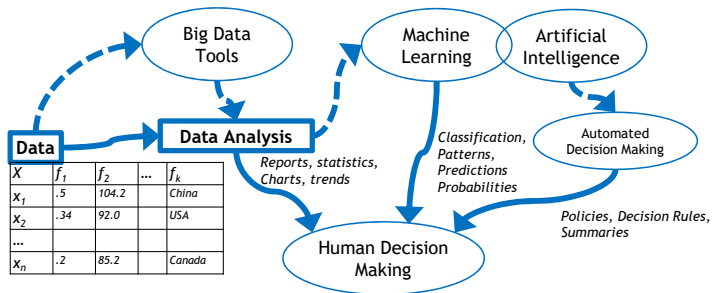 Big Data
Tools
Machine
Learning
Artificial
Intelligence
Data
Data Analysis
Automated
Decision Making
Classification,
Patterns,
Predictions
Probabilities
Reports, statistics,
Charts, trends
X f1 f2 … fk
x1 .5 104.2 China
x2 .34 92.0 USA
…
xn .2 85.2 Canada
Policies, Decision Rules,
Summaries
Human Decision
Making